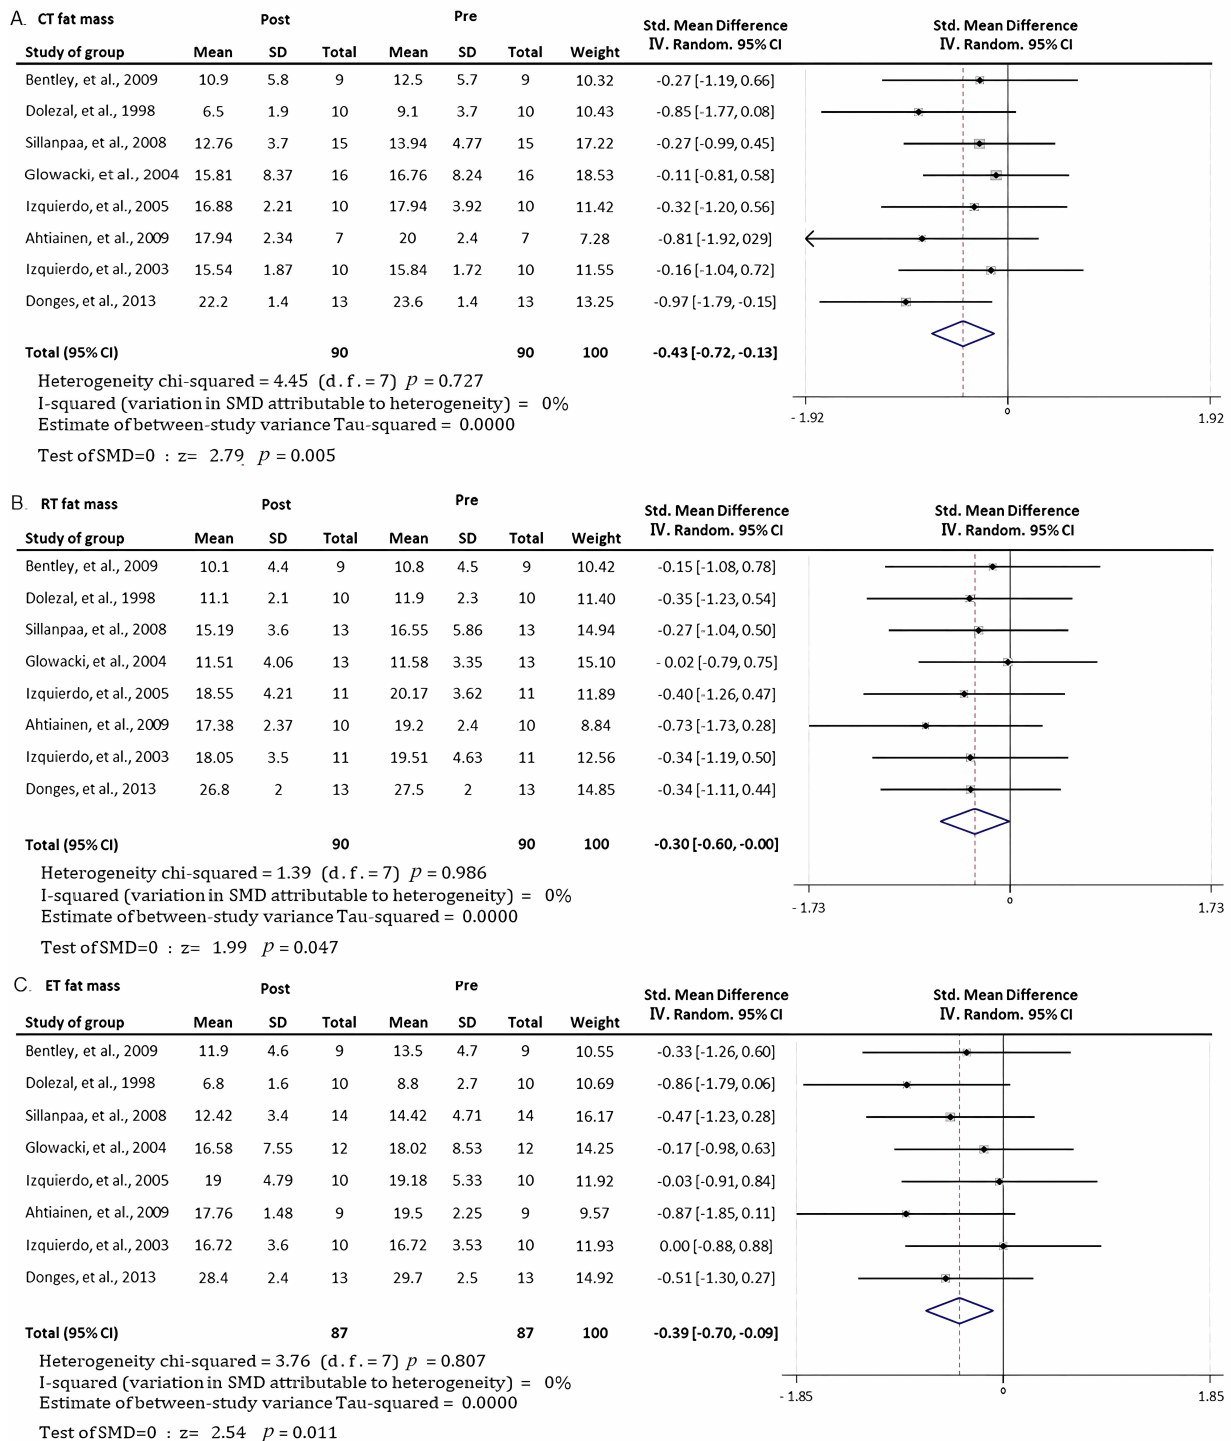 A. CT fat mass Post Pre Std. Mean Difference Std. Mean Difference
Study of group Mean SD Total Mean SD Total Weight IV. Random. 95% CI IV. Random. 95% CI
Bentley, et al., 2009 10.9 5.8 9 12.5 5.7 9 10.32 -0.27 [-1.19, 0.66]
Dolezal, et al., 1998 6.5 1.9 10 9.1 3.7 10 10.43 -0.85 [-1.77, 0.08]
Sillanpaa, et al., 2008 12.76 3.7 15 13.94 4.77 15 17.22 -0.27 [-0.99, 0.45]
Glowacki, et al., 2004 15.81 8.37 16 16.76 8.24 16 18.53 -0.11 [-0.81, 0.58]
Izquierdo, et al., 2005 16.88 2.21 10 17.94 3.92 10 11.42 -0.32 [-1.20, 0.56]
Ahtiainen, et al., 2009 17.94 2.34 7 20 2.4 7 7.28 -0.81 [-1.92, 029]
Izquierdo, et al., 2003 15.54 1.87 10 15.84 1.72 10 11.55 -0.16 [-1.04, 0.72]
Donges, et al., 2013 22.2 1.4 13 23.6 1.4 13 13.25 -0.97 [-1.79, -0.15]
Total (95% CI) 90 90 100 -0.43 [-0.72, -0.13]
Heterogeneity chi-squared = 4.45 (d.f. = 7) p = 0.727
I-squared (variation in SMD attributable to heterogeneity) = 0%
Estimate of between-study variance Tau-squared = 0.0000
-1.92 0 1.92
Test of SMD=0 : z= 2.79 p = 0.005
B. RT fat mass Post Pre Std. Mean Difference Std. Mean Difference
Study of group Mean SD Total Mean SD Total Weight IV. Random. 95% CI IV. Random. 95% CI
Bentley, et al., 2009 10.1 4.4 9 10.8 4.5 9 10.42 -0.15 [-1.08, 0.78]
Dolezal, et al., 1998 11.1 2.1 10 11.9 2.3 10 11.40 -0.35 [-1.23, 0.54]
Sillanpaa, et al., 2008 15.19 3.6 13 16.55 5.86 13 14.94 -0.27 [-1.04, 0.50]
Glowacki, et al., 2004 11.51 4.06 13 11.58 3.35 13 15.10 - 0.02 [-0.79, 0.75]
Izquierdo, et al., 2005 18.55 4.21 11 20.17 3.62 11 11.89 -0.40 [-1.26, 0.47]
Ahtiainen, et al., 2009 17.38 2.37 10 19.2 2.4 10 8.84 -0.73 [-1.73, 0.28]
Izquierdo, et al., 2003 18.05 3.5 11 19.51 4.63 11 12.56 -0.34 [-1.19, 0.50]
Donges, et al., 2013 26.8 2 13 27.5 2 13 14.85 -0.34 [-1.11, 0.44]
Total (95% CI) 90 90 100 -0.30 [-0.60, -0.00]
Heterogeneity chi-squared = 1.39 (d.f. = 7) p = 0.986
I-squared (variation in SMD attributable to heterogeneity) = 0%
-1.73 0 1.73
Estimate of between-study variance Tau-squared = 0.0000
Test of SMD=0 : z= 1.99 p = 0.047
C. ET fat mass Post Pre Std. Mean Difference Std. Mean Difference
Study of group Mean SD Total Mean SD Total Weight IV. Random. 95% CI IV. Random. 95% CI
Bentley, et al., 2009 11.9 4.6 9 13.5 4.7 9 10.55 -0.33 [-1.26, 0.60]
Dolezal, et al., 1998 6.8 1.6 10 8.8 2.7 10 10.69 -0.86 [-1.79, 0.06]
Sillanpaa, et al., 2008 12.42 3.4 14 14.42 4.71 14 16.17 -0.47 [-1.23, 0.28]
Glowacki, et al., 2004 16.58 7.55 12 18.02 8.53 12 14.25 -0.17 [-0.98, 0.63]
Izquierdo, et al., 2005 19 4.79 10 19.18 5.33 10 11.92 -0.03 [-0.91, 0.84]
Ahtiainen, et al., 2009 17.76 1.48 9 19.5 2.25 9 9.57 -0.87 [-1.85, 0.11]
Izquierdo, et al., 2003 16.72 3.6 10 16.72 3.53 10 11.93 0.00 [-0.88, 0.88]
Donges, et al., 2013 28.4 2.4 13 29.7 2.5 13 14.92 -0.51 [-1.30, 0.27]
Total (95% CI) 87 87 100 -0.39 [-0.70, -0.09]
Heterogeneity chi-squared = 3.76 (d.f. = 7) p = 0.807
I-squared (variation in SMD attributable to heterogeneity) = 0%
-1.85 0 1.85
Estimate of between-study variance Tau-squared = 0.0000
Test of SMD=0 : z= 2.54 p = 0.011